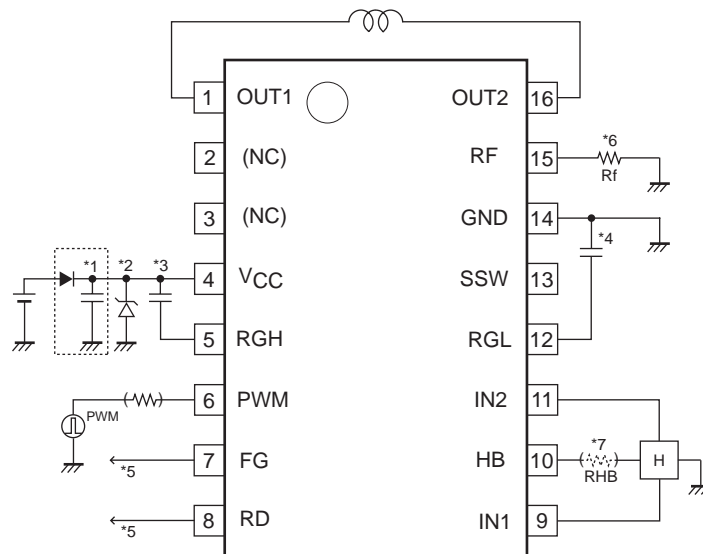 1 OUT1 OUT2 16
2 (NC) RF 15 *6 Rf
3 (NC) GND 14 *4
*1 *2 *3 4 VCC SSW 13
5 RGH RGL 12
PWM 6 PWM IN2 11
*5 7 FG HB 10 *7 RHB H
*5 8 RD IN1 9